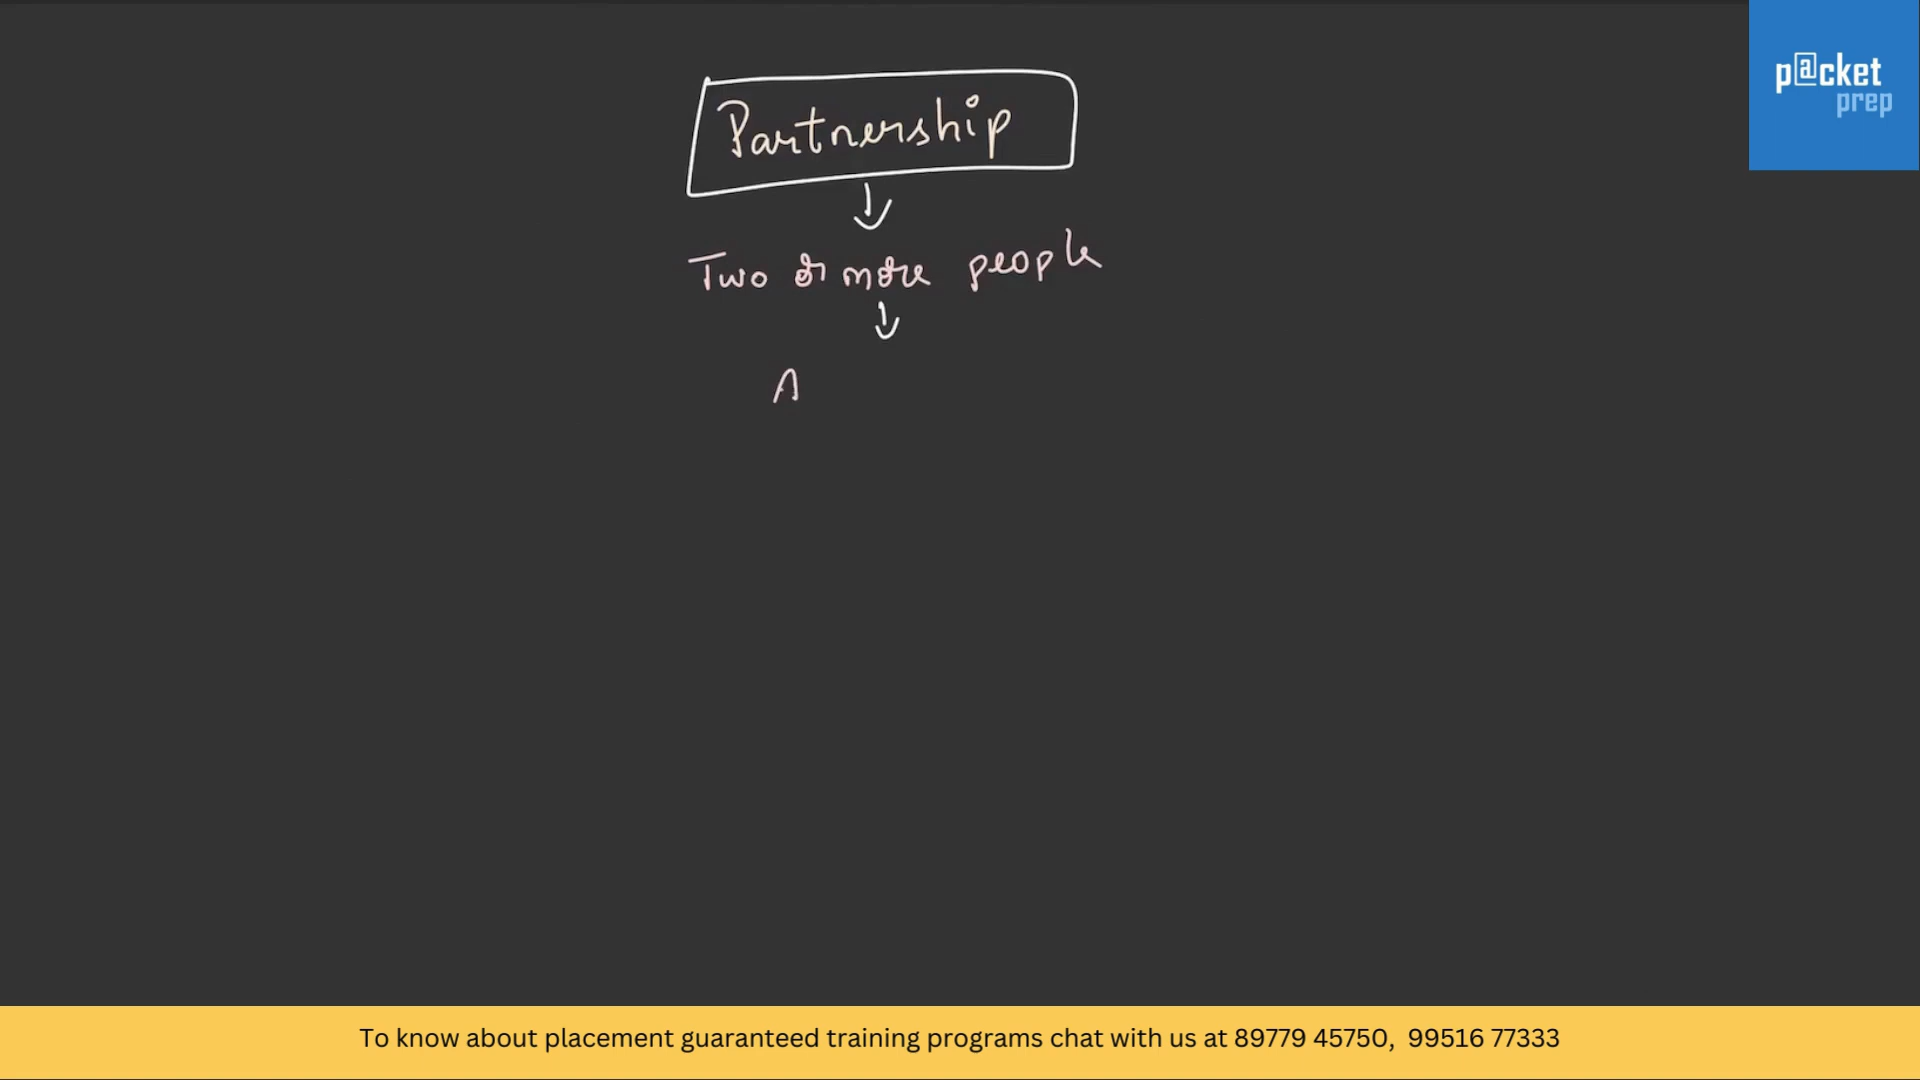 Partnership
Two or more people
A
p@cket
prep
To know about placement guaranteed training programs chat with us at 89779 45750, 99516 77333